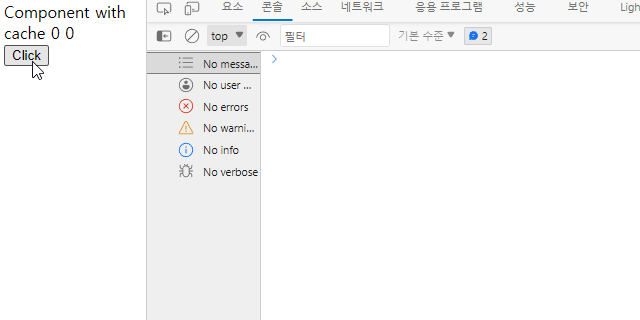 Component with
cache 0 0
Click
요소
콘솔
소스
네트워크
응용 프로그램
성능
보안
Ligh
top ▼
필터
기본 수준 ▼
2
No messa...
No user ...
No errors
No warni...
No info
No verbose